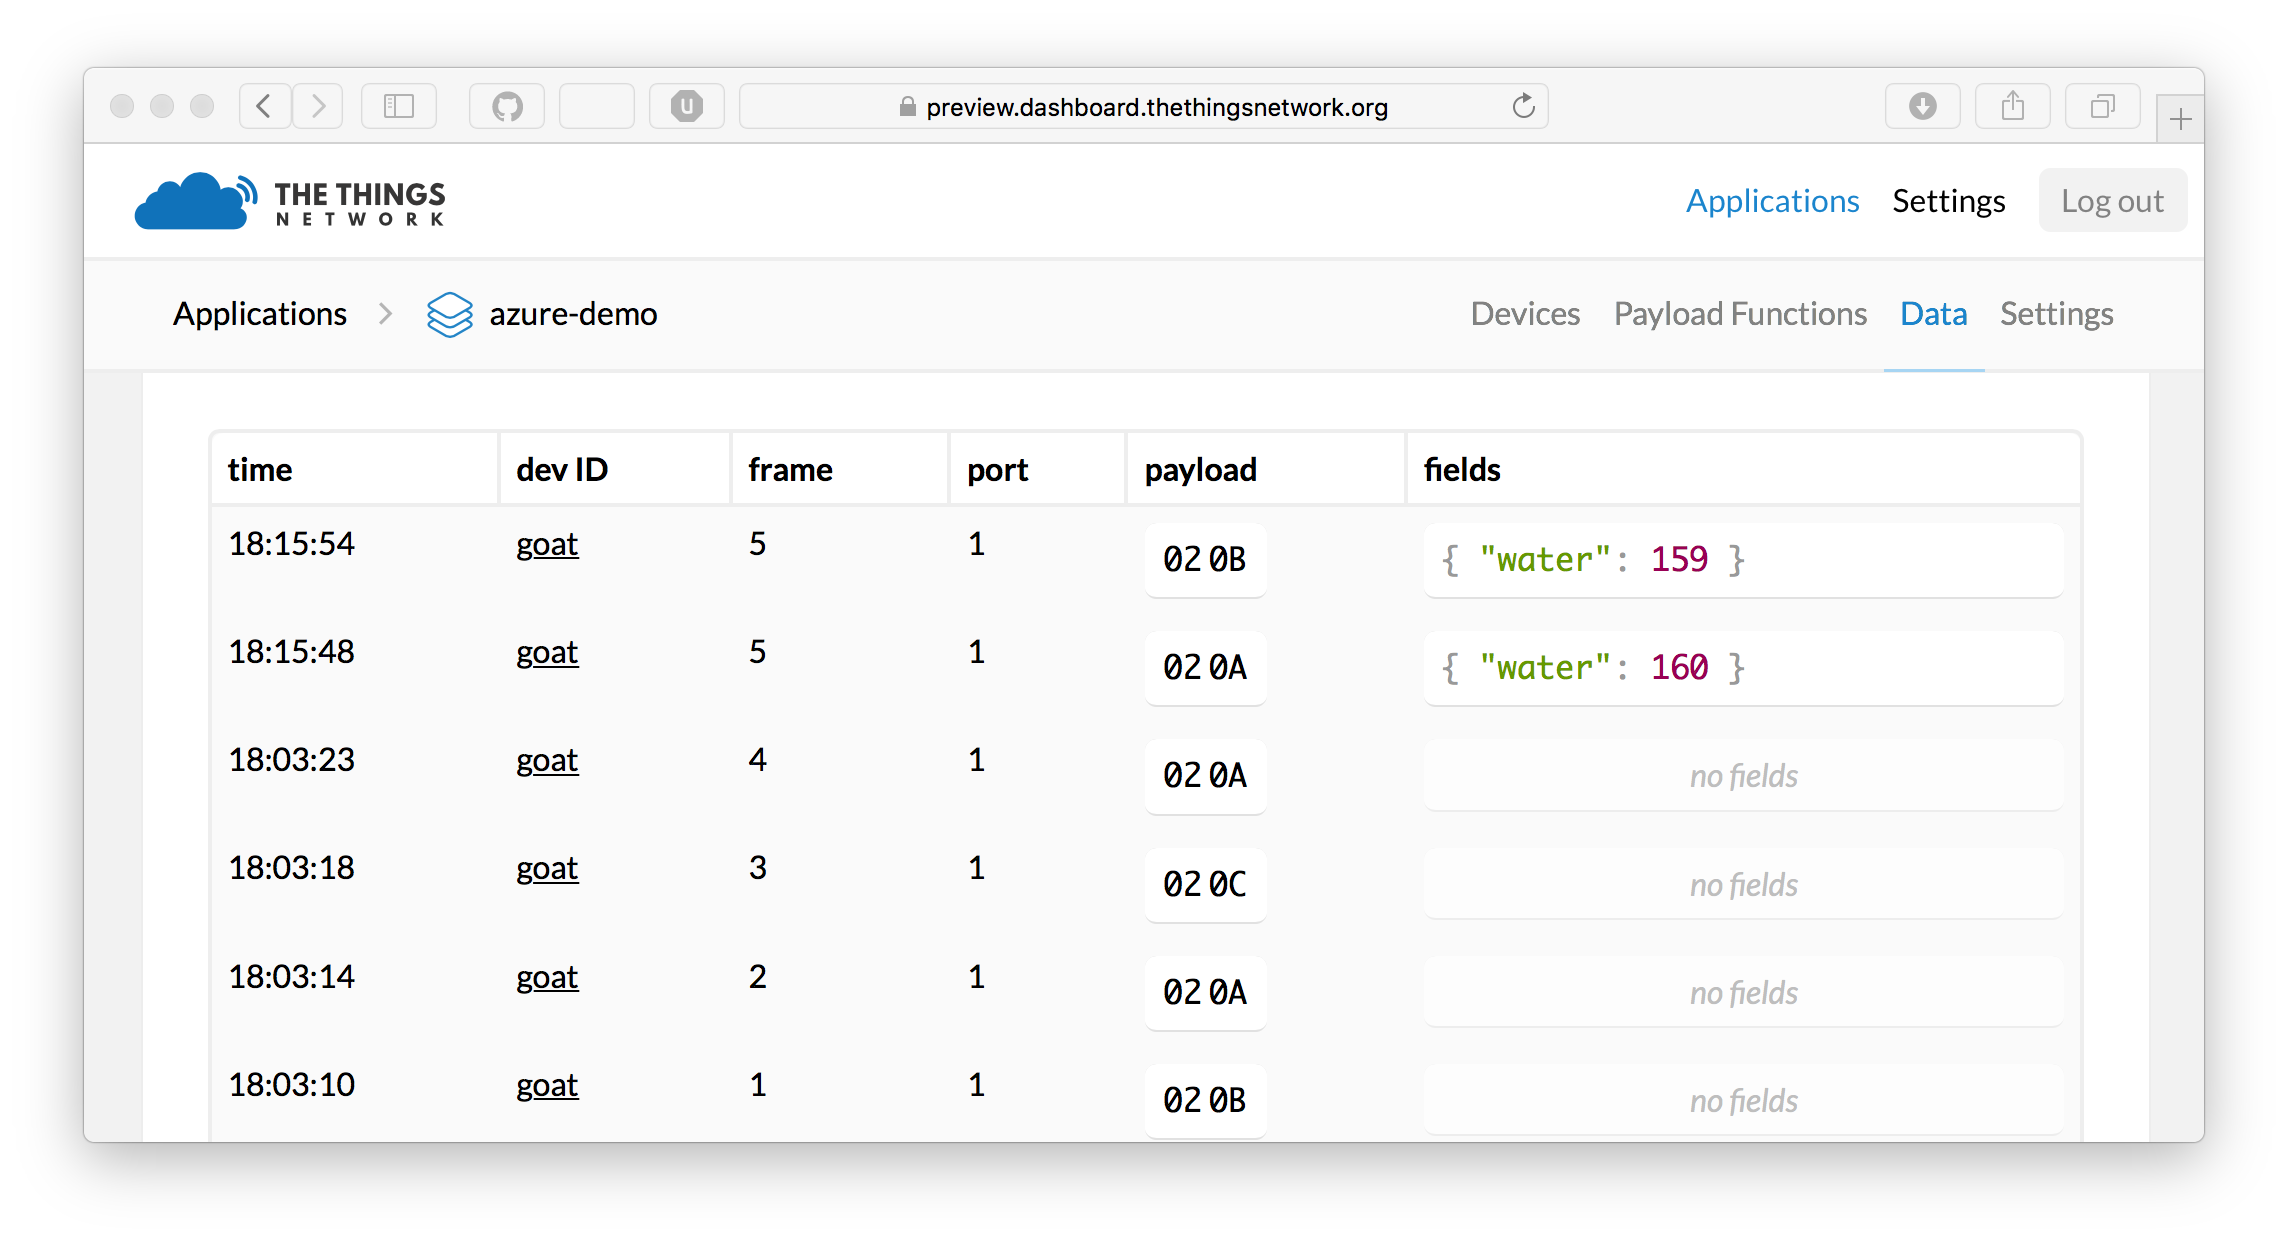 preview.dashboard.thethingsnetwork.org
THE THINGS
NETWORK
Applications Settings Log out
Applications azure-demo Devices Payload Functions Data Settings
time dev ID frame port payload fields
18:15:54 goat 5 1 02 0B { "water": 159 }
18:15:48 goat 5 1 02 0A { "water": 160 }
18:03:23 goat 4 1 02 0A no fields
18:03:18 goat 3 1 02 0C no fields
18:03:14 goat 2 1 02 0A no fields
18:03:10 goat 1 1 02 0B no fields